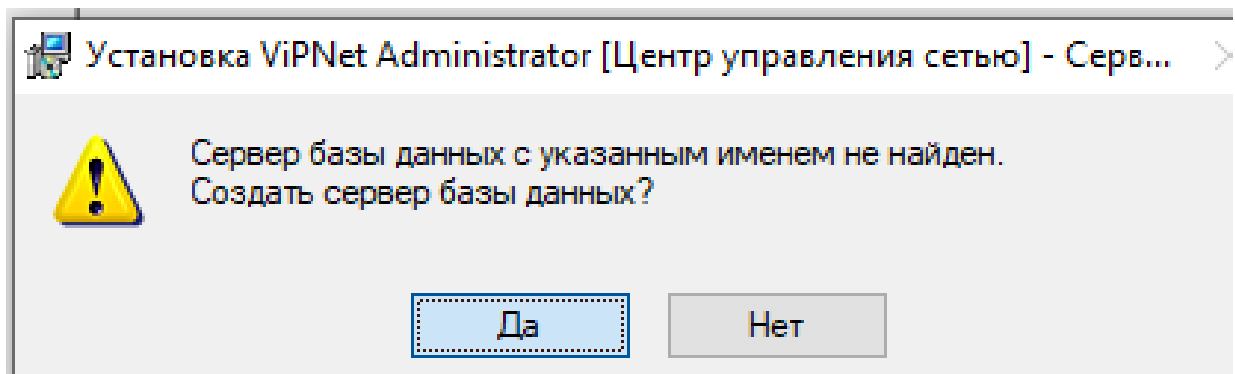 Установка ViPNet Administrator [Центр управления сетью] - Серв...
Сервер базы данных с указанным именем не найден.
Создать сервер базы данных?
Да
Нет